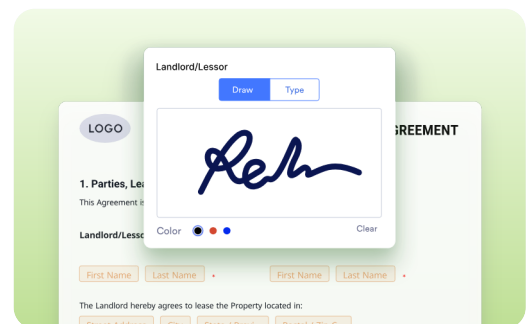 Landlord/Lessor
Draw Type
LOGO
GREEMENT
1. Parties, Lea
This Agreement i
Landlord/Lesso
Color Clear
First Name Last Name * First Name Last Name *
The Landlord hereby agrees to lease the Property located in: